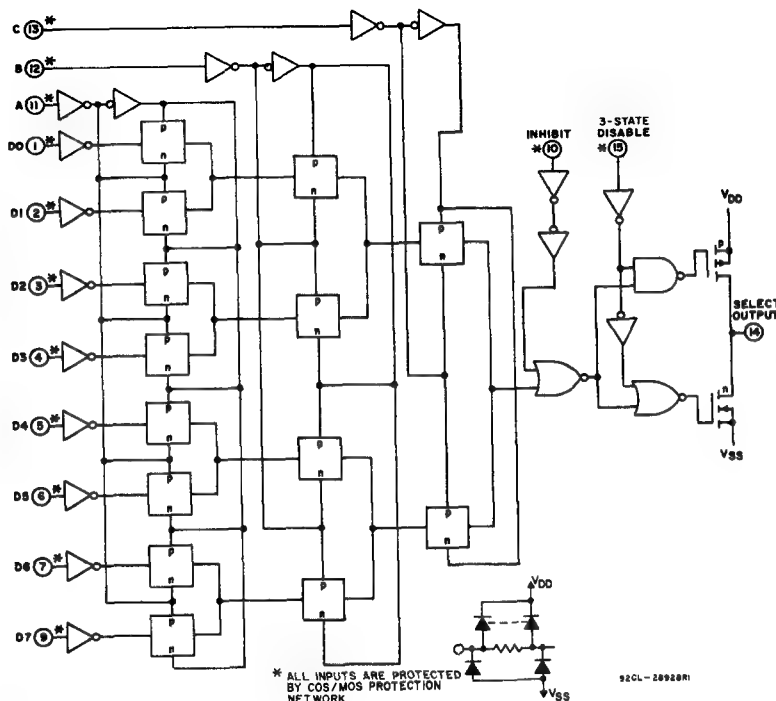 C 13 *
B 12 *
A 11 *
D0 1 *
D1 2 *
D2 3 *
D3 4 *
D4 5 *
D5 6 *
D6 7 *
D7 9 *
p
n
p
n
p
n
p
n
p
n
p
n
p
n
p
n
p
n
p
n
p
n
p
n
p
n
p
n
INHIBIT
* 10
3-STATE
DISABLE
* 15
VDD
p
SELECT
OUTPUT
14
n
VSS
VDD
VSS
* ALL INPUTS ARE PROTECTED
BY COS/MOS PROTECTION
NETWORK
92CL-28928R1